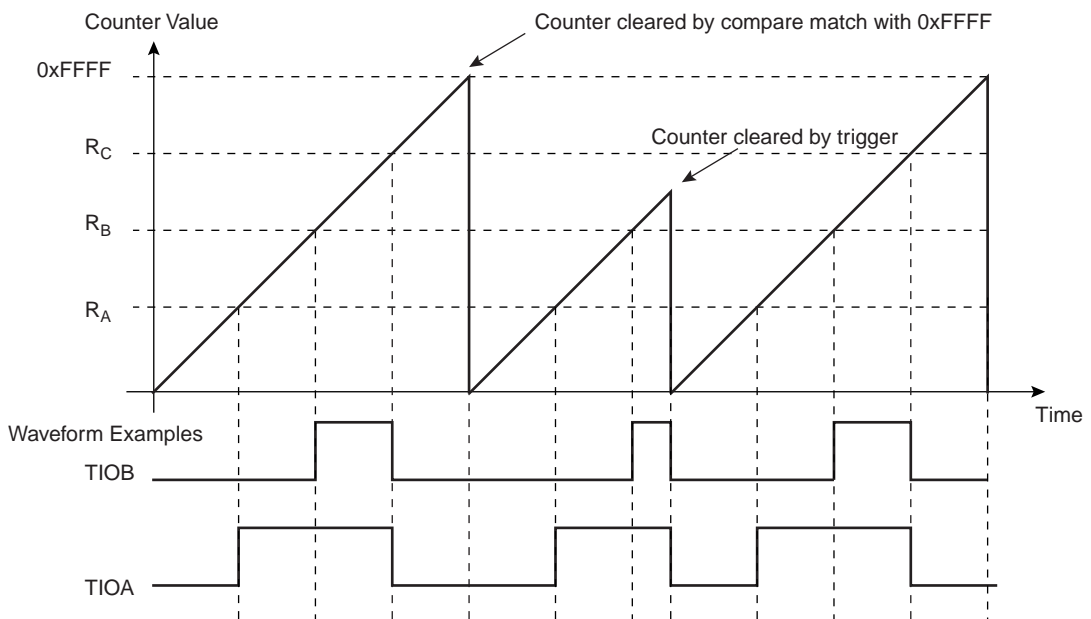 Counter Value
Counter cleared by compare match with 0xFFFF
0xFFFF
Counter cleared by trigger
RC
RB
RA
Time
Waveform Examples
TIOB
TIOA